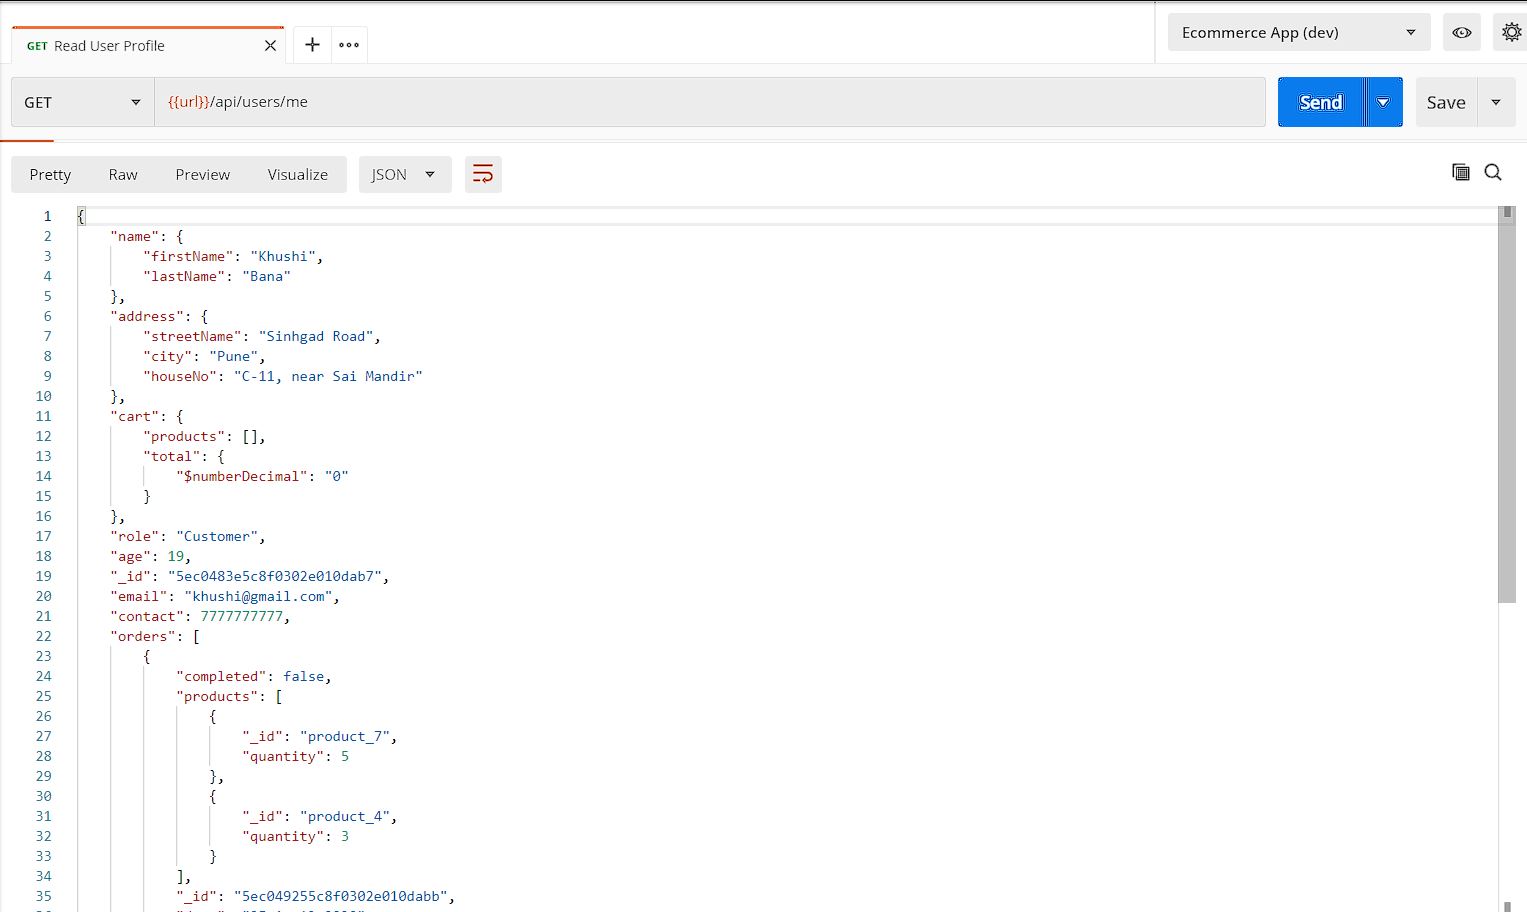 GET Read User Profile
Ecommerce App (dev)
GET {{url}}/api/users/me Send Save
Pretty Raw Preview Visualize JSON
1 {
2 "name": {
3 "firstName": "Khushi",
4 "lastName": "Bana"
5 },
6 "address": {
7 "streetName": "Sinhgad Road",
8 "city": "Pune",
9 "houseNo": "C-11, near Sai Mandir"
10 },
11 "cart": {
12 "products": [],
13 "total": {
14 "$numberDecimal": "0"
15 }
16 },
17 "role": "Customer",
18 "age": 19,
19 "_id": "5ec0483e5c8f0302e010dab7",
20 "email": "khushi@gmail.com",
21 "contact": 7777777777,
22 "orders": [
23 {
24 "completed": false,
25 "products": [
26 {
27 "_id": "product_7",
28 "quantity": 5
29 },
30 {
31 "_id": "product_4",
32 "quantity": 3
33 }
34 ],
35 "_id": "5ec049255c8f0302e010dabb",